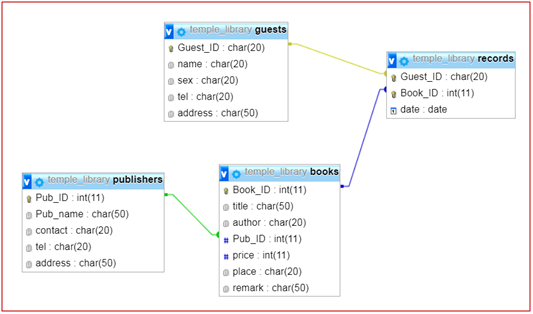 temple_library guests
Guest_ID : char(20)
name : char(20)
sex : char(20)
tel : char(20)
address : char(50)
temple_library records
Guest_ID : char(20)
Book_ID : int(11)
date : date
temple_library publishers
Pub_ID : int(11)
Pub_name : char(50)
contact : char(20)
tel : char(20)
address : char(50)
temple_library books
Book_ID : int(11)
title : char(50)
author : char(20)
Pub_ID : int(11)
price : int(11)
place : char(20)
remark : char(50)